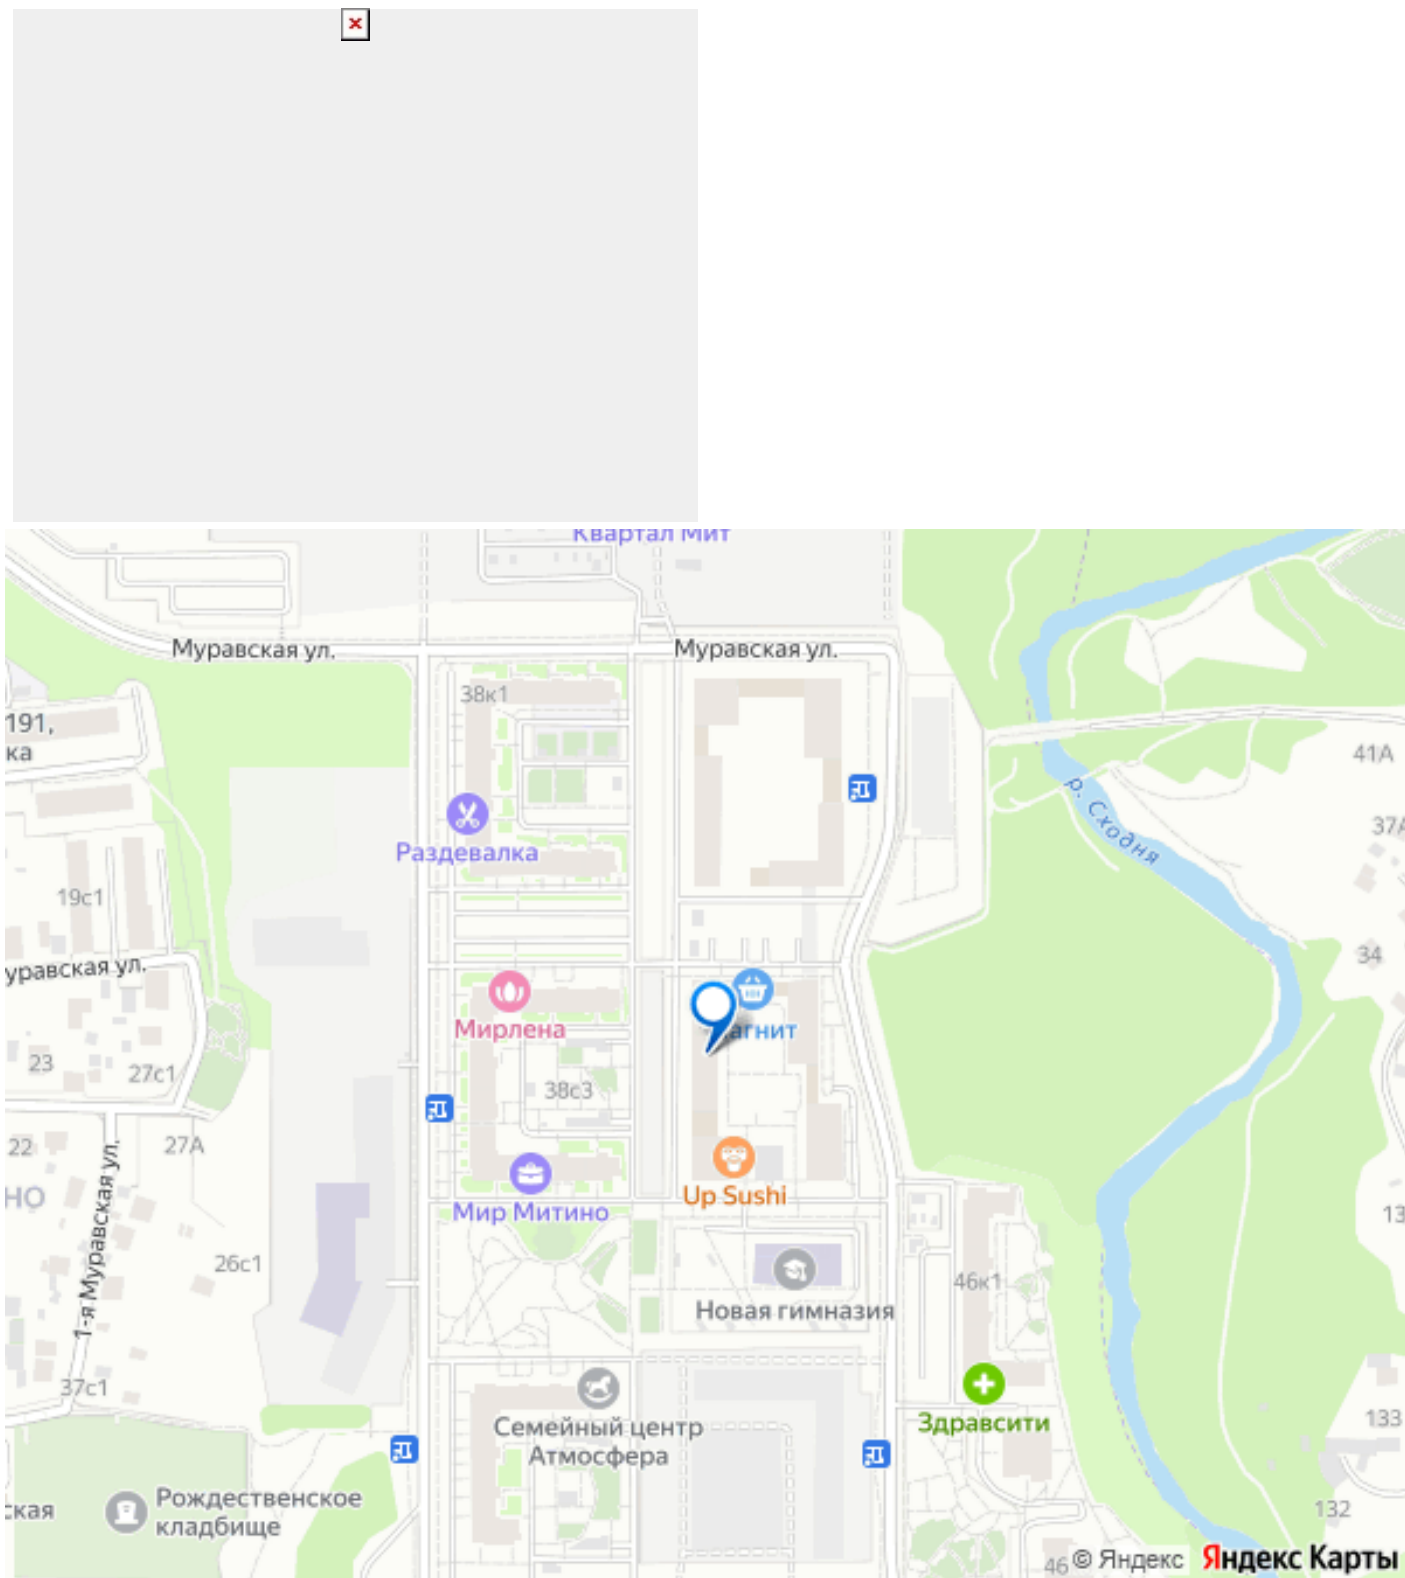 Квартал Мит
Муравская ул.
Муравская ул.
38к1
191,
ка
41А
р. Сходня
37А
Раздевалка
19с1
34
уравская ул.
Мирлена
агнит
23
27с1
38с3
22
27А
1-я Муравская ул.
НО
Up Sushi
Мир Митино
13
26с1
46к1
Новая гимназия
37с1
Здравсити
133
Семейный центр
Атмосфера
ская
Рождественское
кладбище
132
46
© Яндекс Яндекс Карты